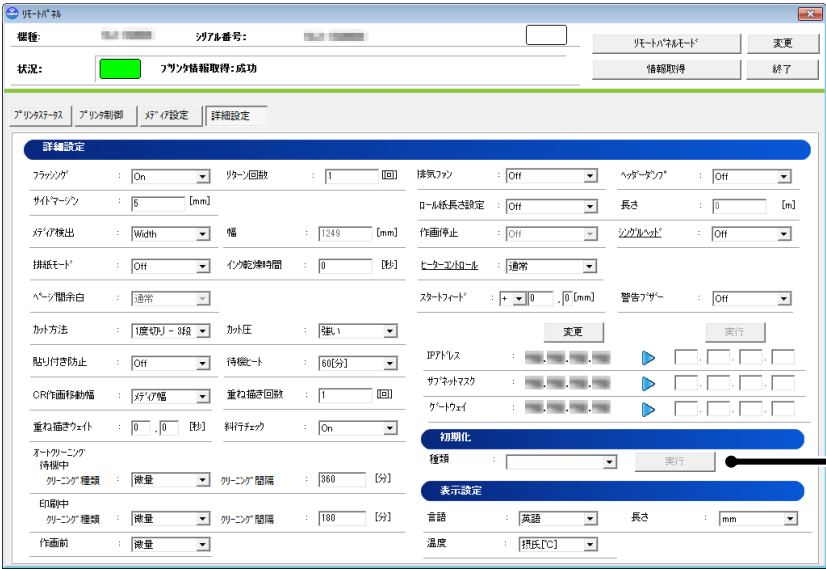 リモートパネル
機種:
シリアル番号:
リモートパネルモード
変更
状況:
プリンタ情報取得:成功
情報取得
終了
プリンタステータス
プリンタ制御
メディア設定
詳細設定
詳細設定
フラッシング : On
リターン回数 : 1 [回]
サイドマージン : 5 [mm]
メディア検出 : Width
幅 : 1249 [mm]
排紙モード : Off
インク乾燥時間 : 0 [秒]
ページ間余白 : 通常
カット方法 : 1度切り - 3段
カット圧 : 強い
貼り付き防止 : Off
待機ヒート : 60[分]
CR作画移動幅 : メディア幅
重ね描き回数 : 1 [回]
重ね描きウェイト : 0 . 0 [秒]
斜行チェック : On
オートクリーニング
待機中
クリーニング種類 : 微量
クリーニング間隔 : 360 [分]
印刷中
クリーニング種類 : 微量
クリーニング間隔 : 180 [分]
作画前 : 微量
排気ファン : Off
ヘッダーダンプ : Off
ロール紙長さ設定 : Off
長さ : 0 [m]
作画停止 : Off
シングルヘッド : Off
ヒーターコントロール : 通常
スタートフィード : + 0 . 0 [mm]
警告ブザー : Off
変更
実行
IPアドレス :
サブネットマスク :
ゲートウェイ :
初期化
種類 :
実行
表示設定
言語 : 英語
長さ : mm
温度 : 摂氏[℃]